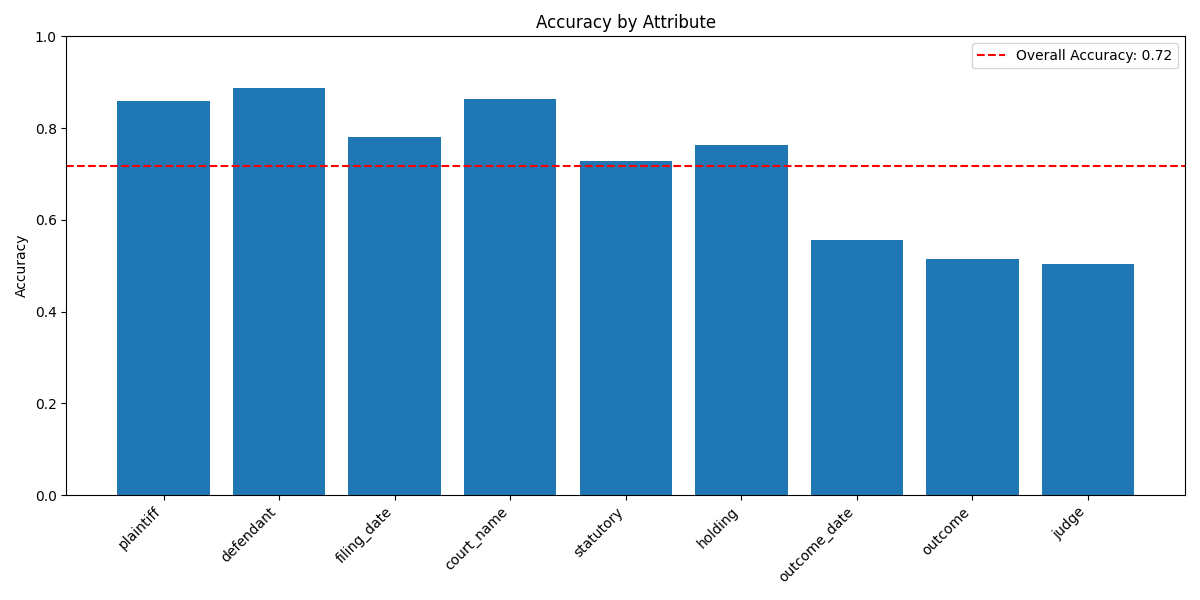 Accuracy by Attribute
Overall Accuracy: 0.72
Accuracy
1.0
0.8
0.6
0.4
0.2
0.0
plaintiff
defendant
filing_date
court_name
statutory
holding
outcome_date
outcome
judge